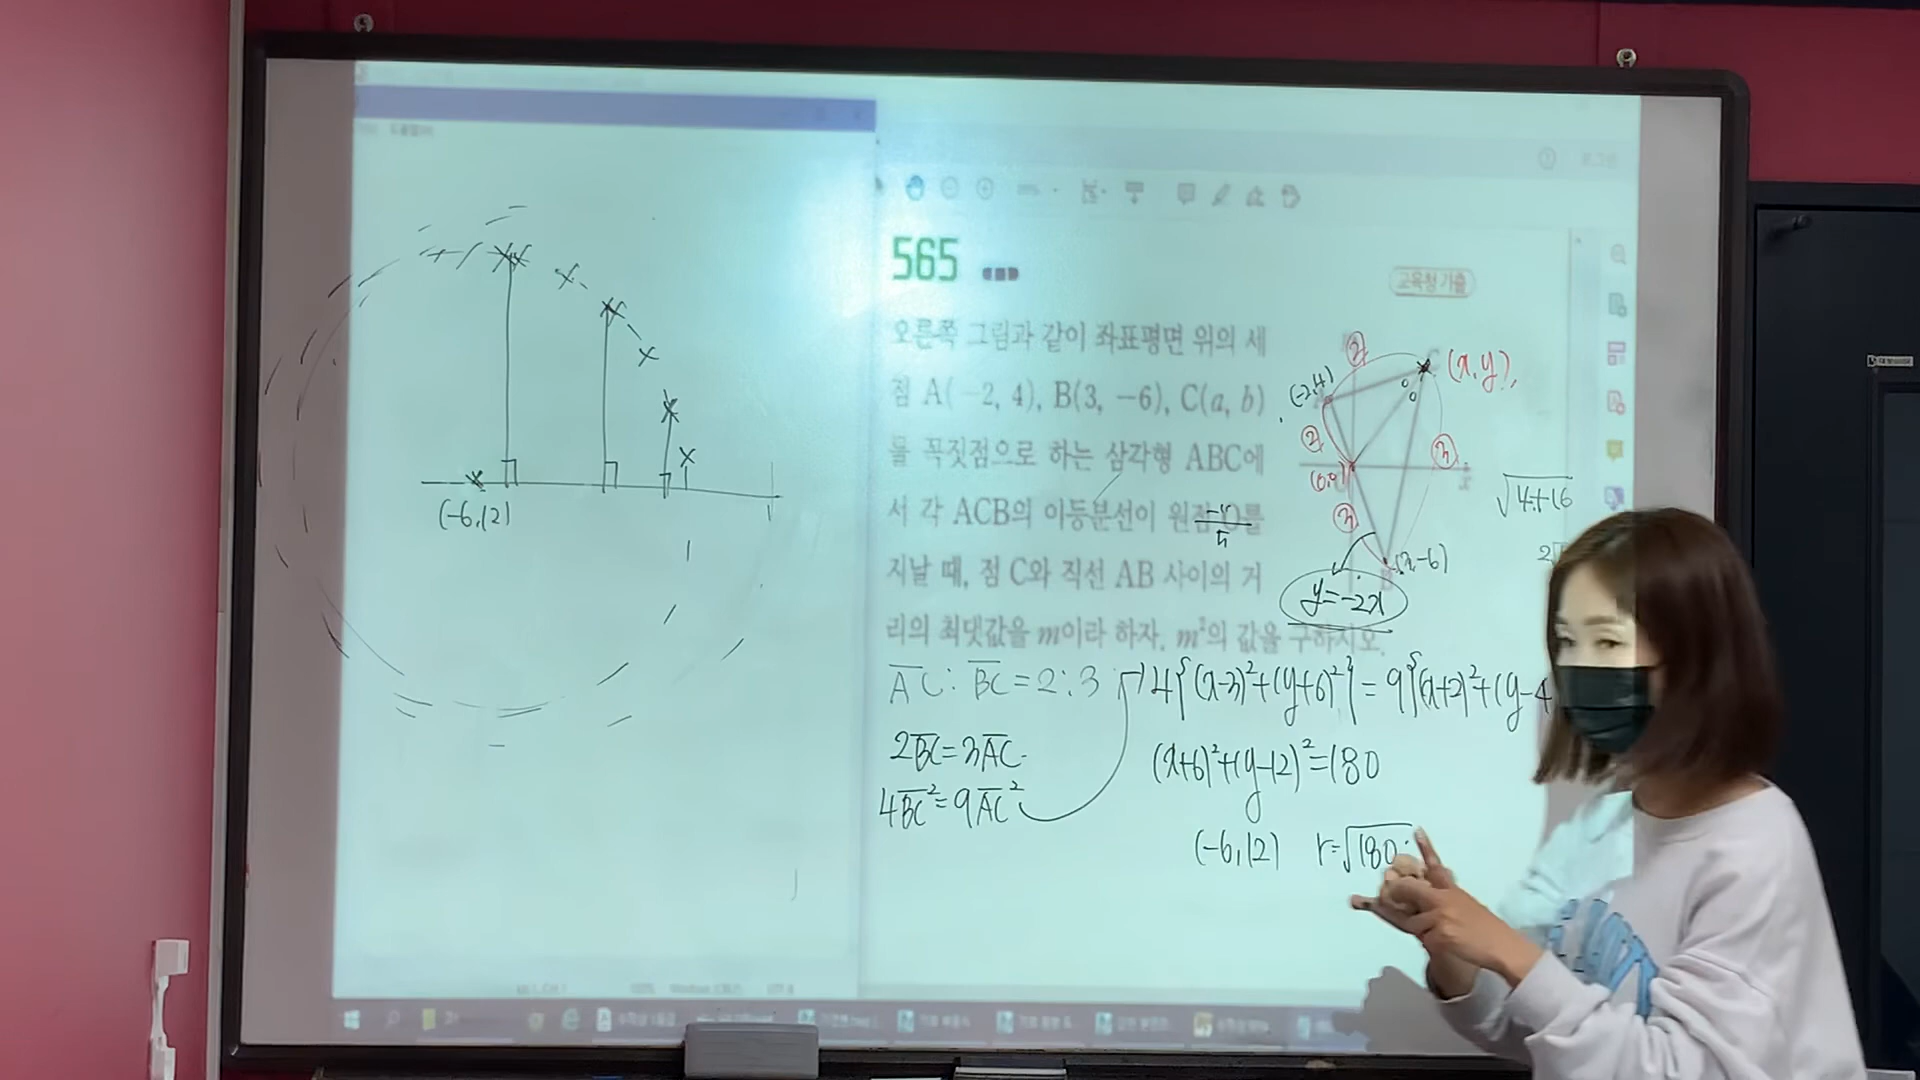 565
교육청 기출
오른쪽 그림과 같이 좌표평면 위의 세
점 A(-2, 4), B(3, -6), C(a, b)
를 꼭짓점으로 하는 삼각형 ABC에
서 각 ACB의 이등분선이 원점 O를
지날 때, 점 C와 직선 AB 사이의 거
리의 최댓값을 m이라 하자. m²의 값을 구하시오.
(-2,4)
(x,y)
2
2
3
3
(0,0)
x
y=-2x
√4+16
(-6,12)
AC:BC=2:3
2BC=3AC
4BC²=9AC²
4{(x-3)²+(y+6)²}=9{(x+2)²+(y-4
(x+6)²+(y-12)²=180
(-6,12) r=√180